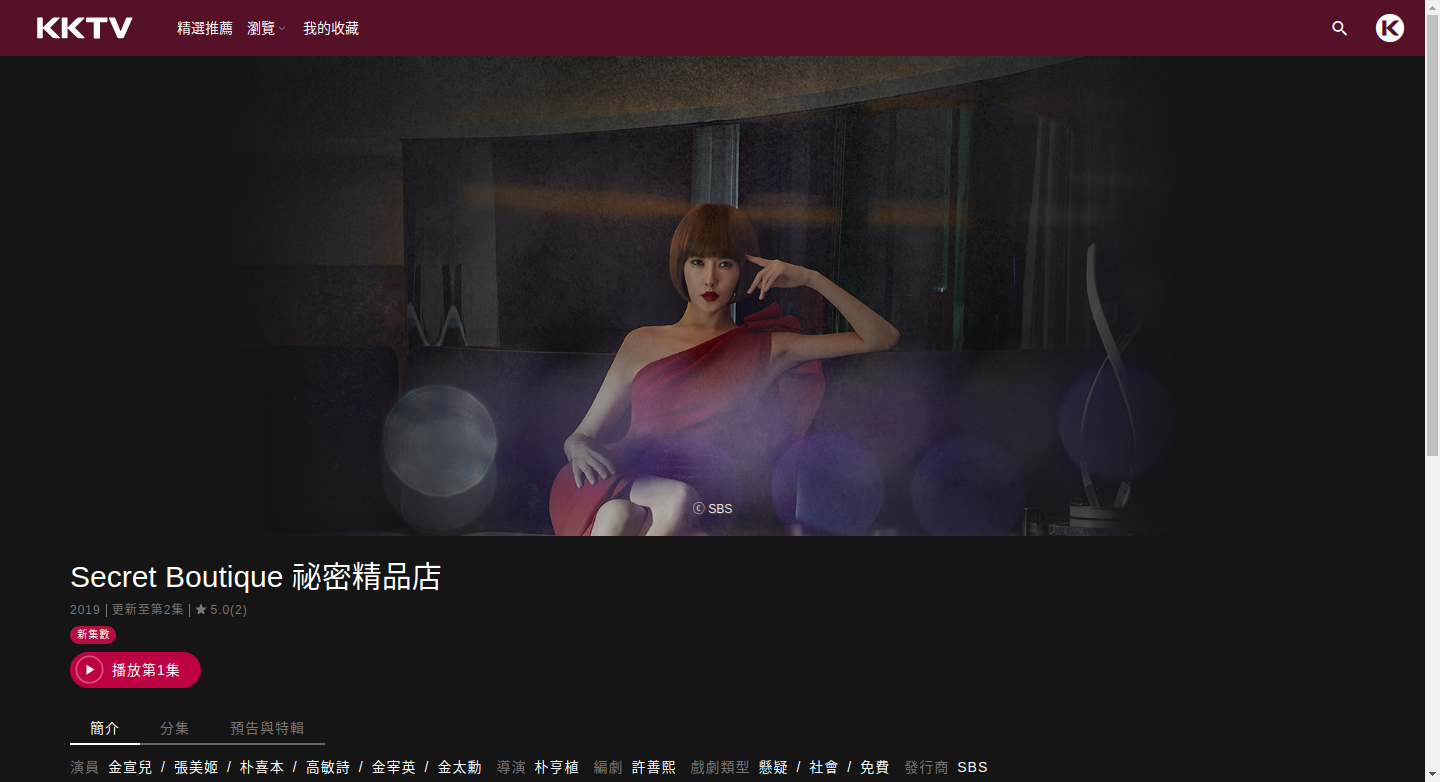 KKTV 精選推薦 瀏覽 我的收藏 K
ⓒ SBS
Secret Boutique 祕密精品店
2019 | 更新至第2集 | ★ 5.0(2)
新集數
播放第1集
簡介 分集 預告與特輯
演員 金宣兒 / 張美姬 / 朴喜本 / 高敏詩 / 金宰英 / 金太勳 導演 朴亨植 編劇 許善熙 戲劇類型 懸疑 / 社會 / 免費 發行商 SBS